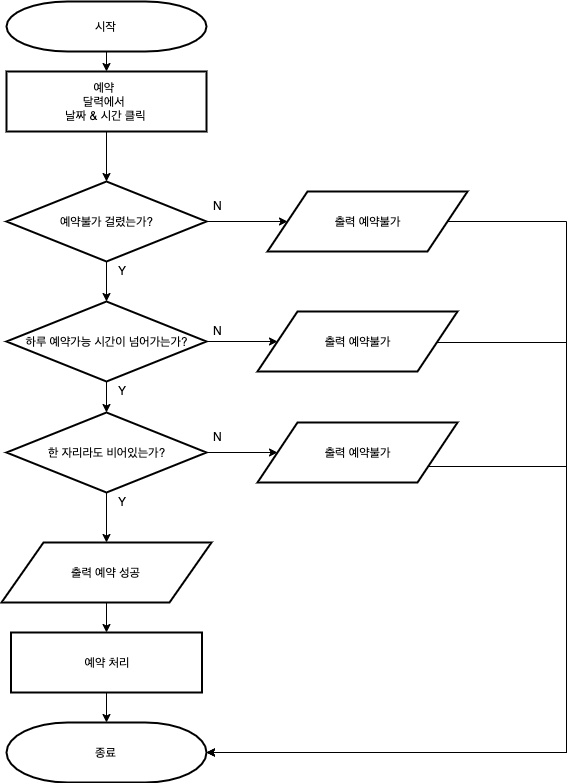 시작
예약
달력에서
날짜 & 시간 클릭
예약불가 걸렸는가?
N
출력 예약불가
Y
하루 예약가능 시간이 넘어가는가?
N
출력 예약불가
Y
한 자리라도 비어있는가?
N
출력 예약불가
Y
출력 예약 성공
예약 처리
종료